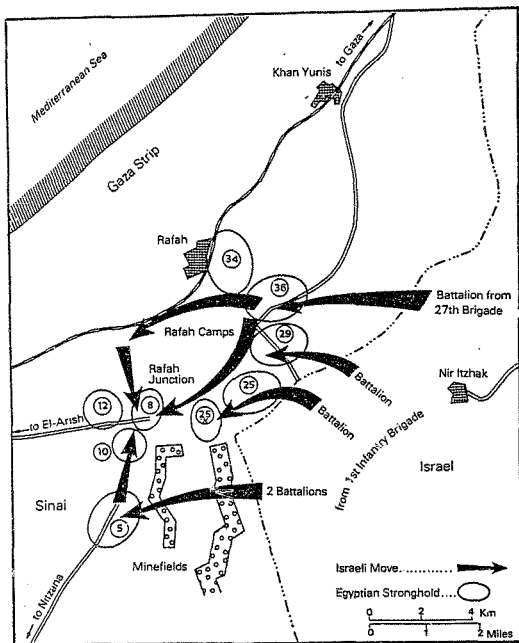 to Gaza
Mediterranean Sea
Khan Yunis
Gaza Strip
Rafah
34
36
Battalion from
27th Brigade
Rafah Camps
29
Rafah
Junction
Nir Itzhak
12
8
25
25
Battalion
Battalion
to El-Arish
10
from 1st Infantry Brigade
Israel
Sinai
2 Battalions
5
Minefields
to Nitzana
Israeli Move
Egyptian Stronghold
0 2 4 Km
0 1 2
Miles